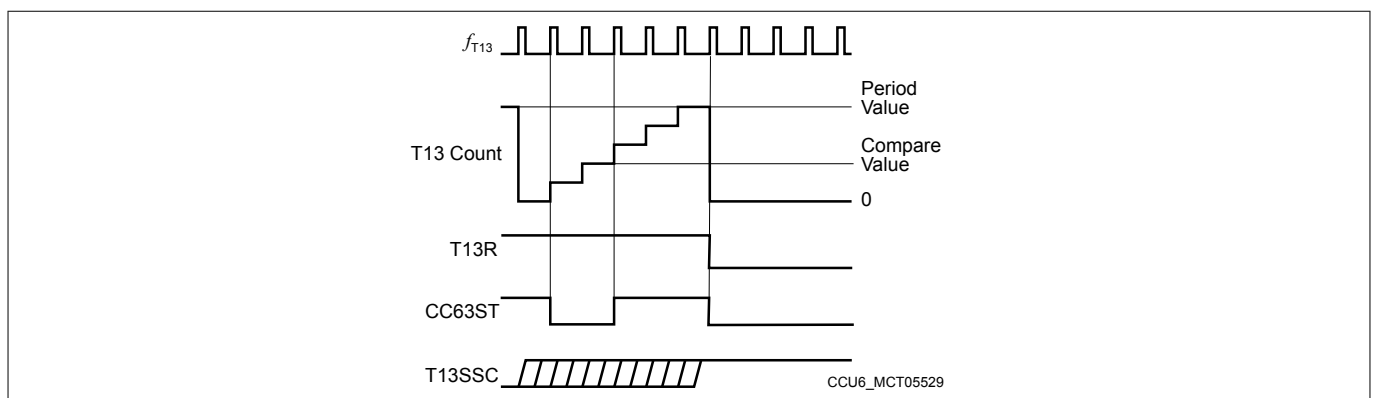 fT13
Period
Value
T13 Count
Compare
Value
0
T13R
CC63ST
T13SSC
CCU6_MCT05529